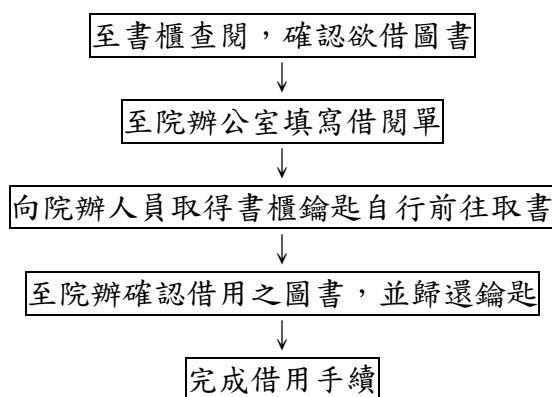 至書櫃查閱，確認欲借圖書
至院辦公室填寫借閱單
向院辦人員取得書櫃鑰匙自行前往取書
至院辦確認借用之圖書，並歸還鑰匙
完成借用手續